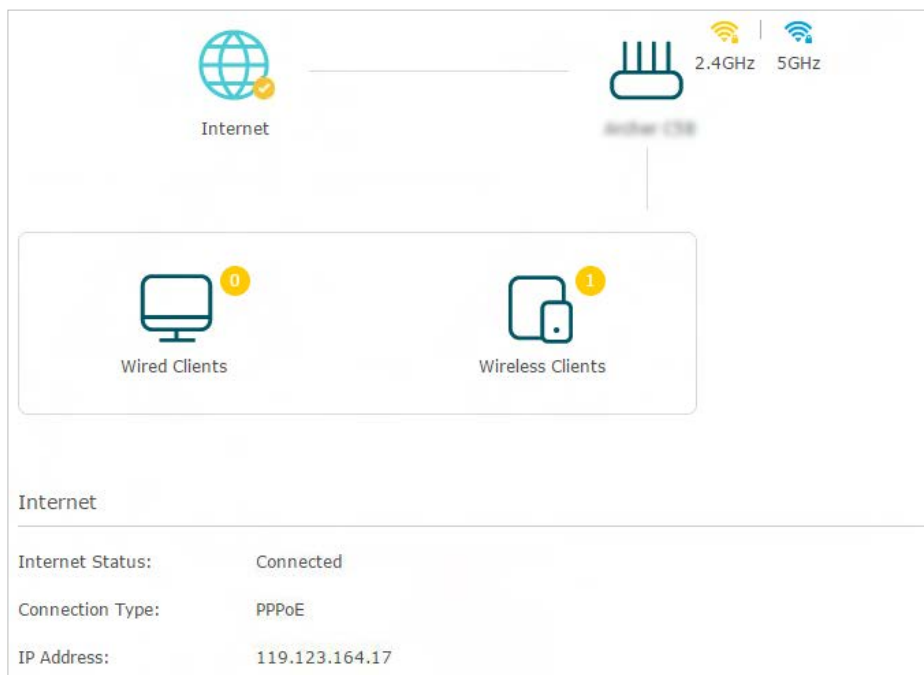 2.4GHz 5GHz
Internet
0
1
Wired Clients
Wireless Clients
Internet
Internet Status: Connected
Connection Type: PPPoE
IP Address: 119.123.164.17